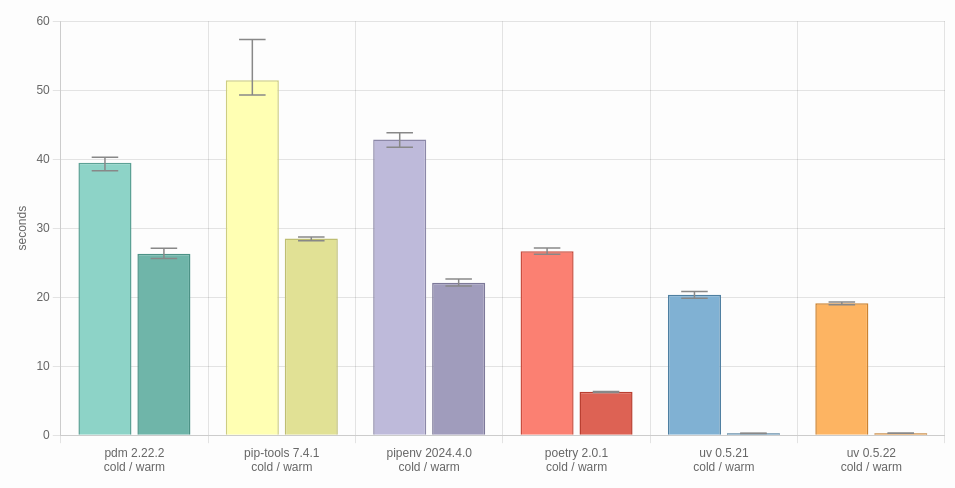 60
50
40
30
20
10
0
seconds
pdm 2.22.2
cold / warm
pip-tools 7.4.1
cold / warm
pipenv 2024.4.0
cold / warm
poetry 2.0.1
cold / warm
uv 0.5.21
cold / warm
uv 0.5.22
cold / warm